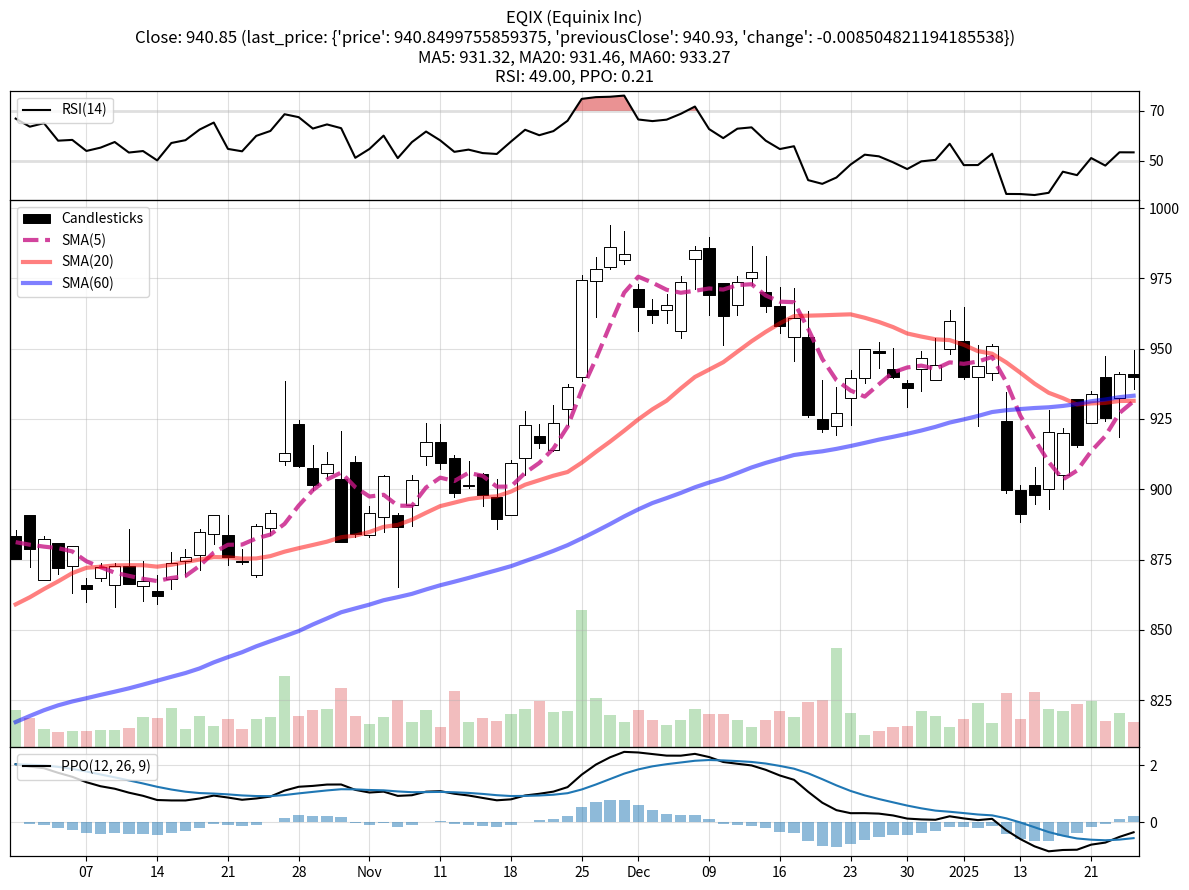 EQIX (Equinix Inc)
Close: 940.85 (last_price: {'price': 940.8499755859375, 'previousClose': 940.93, 'change': -0.008504821194185538})
MA5: 931.32, MA20: 931.46, MA60: 933.27
RSI: 49.00, PPO: 0.21
RSI(14)
70
50
Candlesticks
SMA(5)
SMA(20)
SMA(60)
1000
975
950
925
900
875
850
825
PPO(12, 26, 9)
2
0
07 14 21 28 Nov 11 18 25 Dec 09 16 23 30 2025 13 21